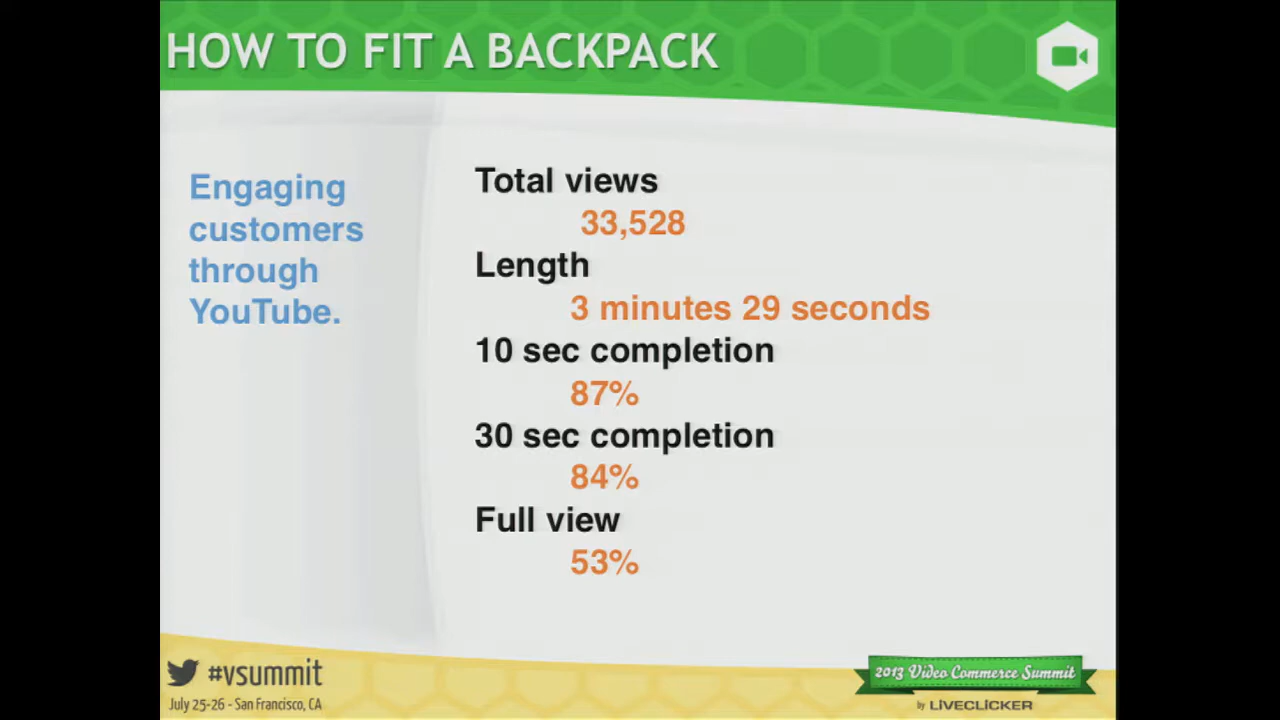 HOW TO FIT A BACKPACK
Engaging
customers
through
YouTube.
Total views
33,528
Length
3 minutes 29 seconds
10 sec completion
87%
30 sec completion
84%
Full view
53%
#vsummit
July 25-26 - San Francisco, CA
2013 Video Commerce Summit
by LIVECLICKER